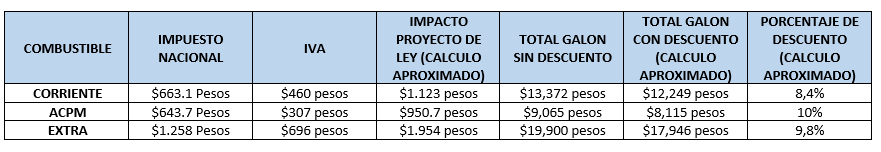 COMBUSTIBLE IMPUESTO NACIONAL IVA IMPACTO PROYECTO DE LEY (CALCULO APROXIMADO) TOTAL GALON SIN DESCUENTO TOTAL GALON CON DESCUENTO (CALCULO APROXIMADO) PORCENTAJE DE DESCUENTO (CALCULO APROXIMADO)
CORRIENTE $663.1 Pesos $460 pesos $1.123 pesos $13,372 pesos $12,249 pesos 8,4%
ACPM $643.7 Pesos $307 pesos $950.7 pesos $9,065 pesos $8,115 pesos 10%
EXTRA $1.258 Pesos $696 pesos $1.954 pesos $19,900 pesos $17,946 pesos 9,8%